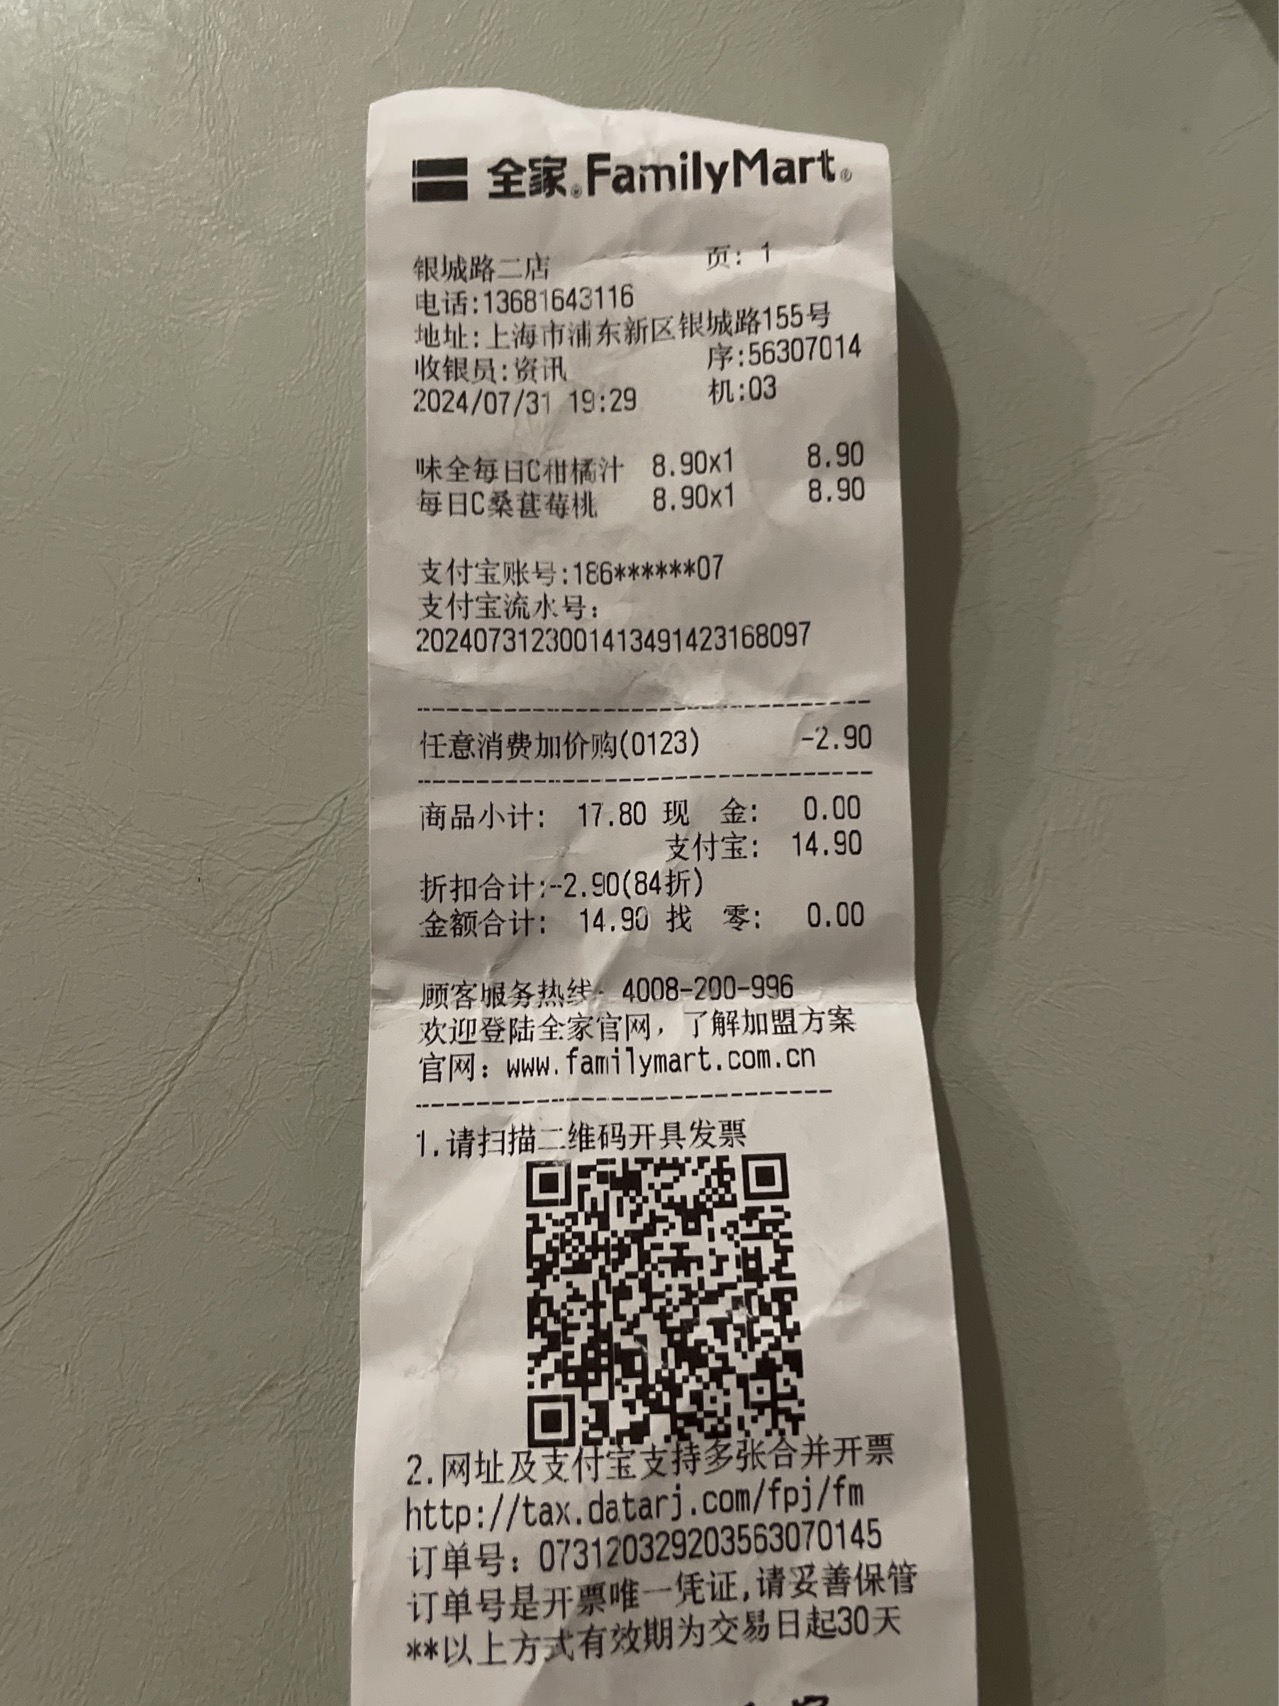 全家®FamilyMart®
银城路二店 页: 1
电话:13681643116
地址:上海市浦东新区银城路155号
收银员:资讯 序:56307014
2024/07/31 19:29 机:03
味全每日C柑橘汁 8.90x1 8.90
每日C桑葚莓桃 8.90x1 8.90
支付宝账号:186******07
支付宝流水号:
2024073123001413491423168097
任意消费加价购(0123) -2.90
商品小计: 17.80 现 金: 0.00
支付宝: 14.90
折扣合计:-2.90(84折)
金额合计: 14.90 找 零: 0.00
顾客服务热线: 4008-200-996
欢迎登陆全家官网，了解加盟方案
官网: www.familymart.com.cn
1.请扫描二维码开具发票
2.网址及支付宝支持多张合并开票
http://tax.datarj.com/fpj/fm
订单号: 073120329203563070145
订单号是开票唯一凭证,请妥善保管
**以上方式有效期为交易日起30天